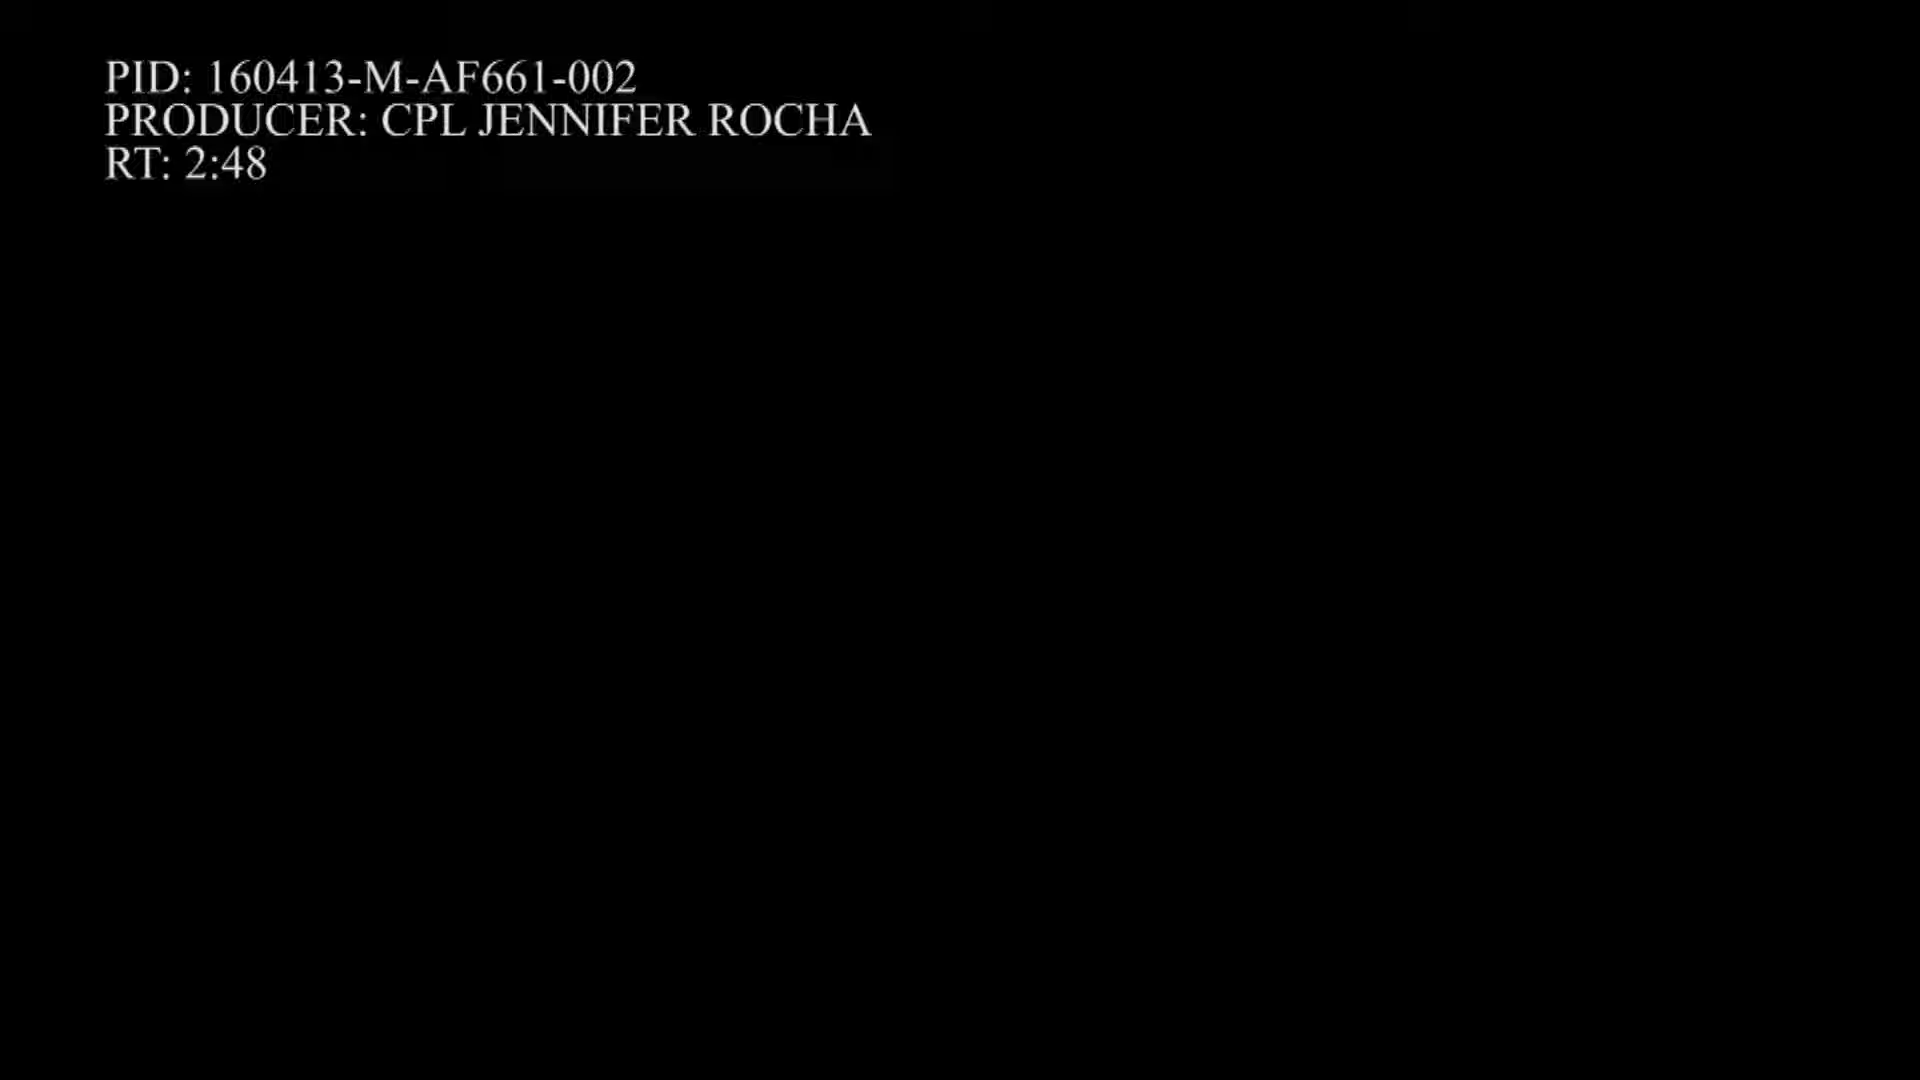 PID: 160413-M-AF661-002
PRODUCER: CPL JENNIFER ROCHA
RT: 2:48